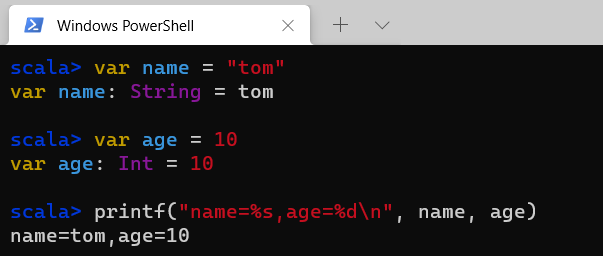 Windows PowerShell
scala> var name = "tom"
var name: String = tom
scala> var age = 10
var age: Int = 10
scala> printf("name=%s,age=%d\n", name, age)
name=tom,age=10